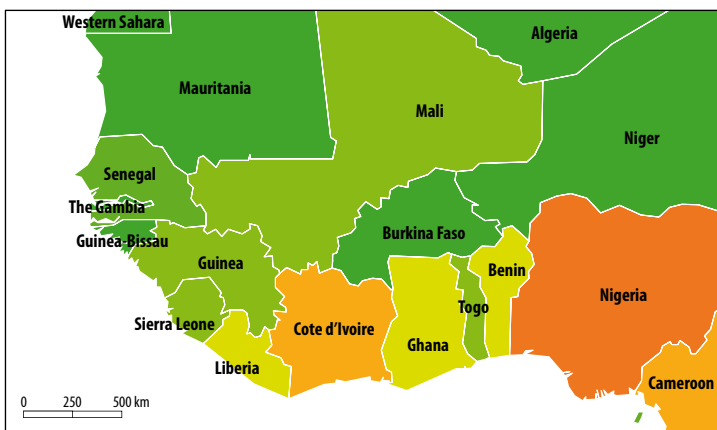 Western Sahara
Algeria
Mauritania
Mali
Niger
Senegal
The Gambia
Guinea-Bissau
Burkina Faso
Guinea
Benin
Nigeria
Togo
Sierra Leone
Cote d'Ivoire
Ghana
Liberia
Cameroon
0 250 500 km